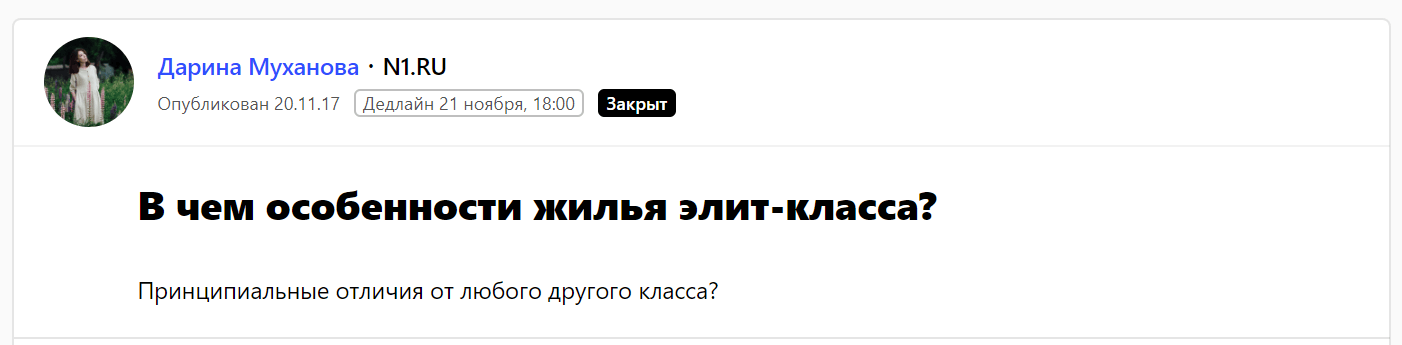 Дарина Муханова · N1.RU
Опубликован 20.11.17 Дедлайн 21 ноября, 18:00 Закрыт
В чем особенности жилья элит-класса?
Принципиальные отличия от любого другого класса?